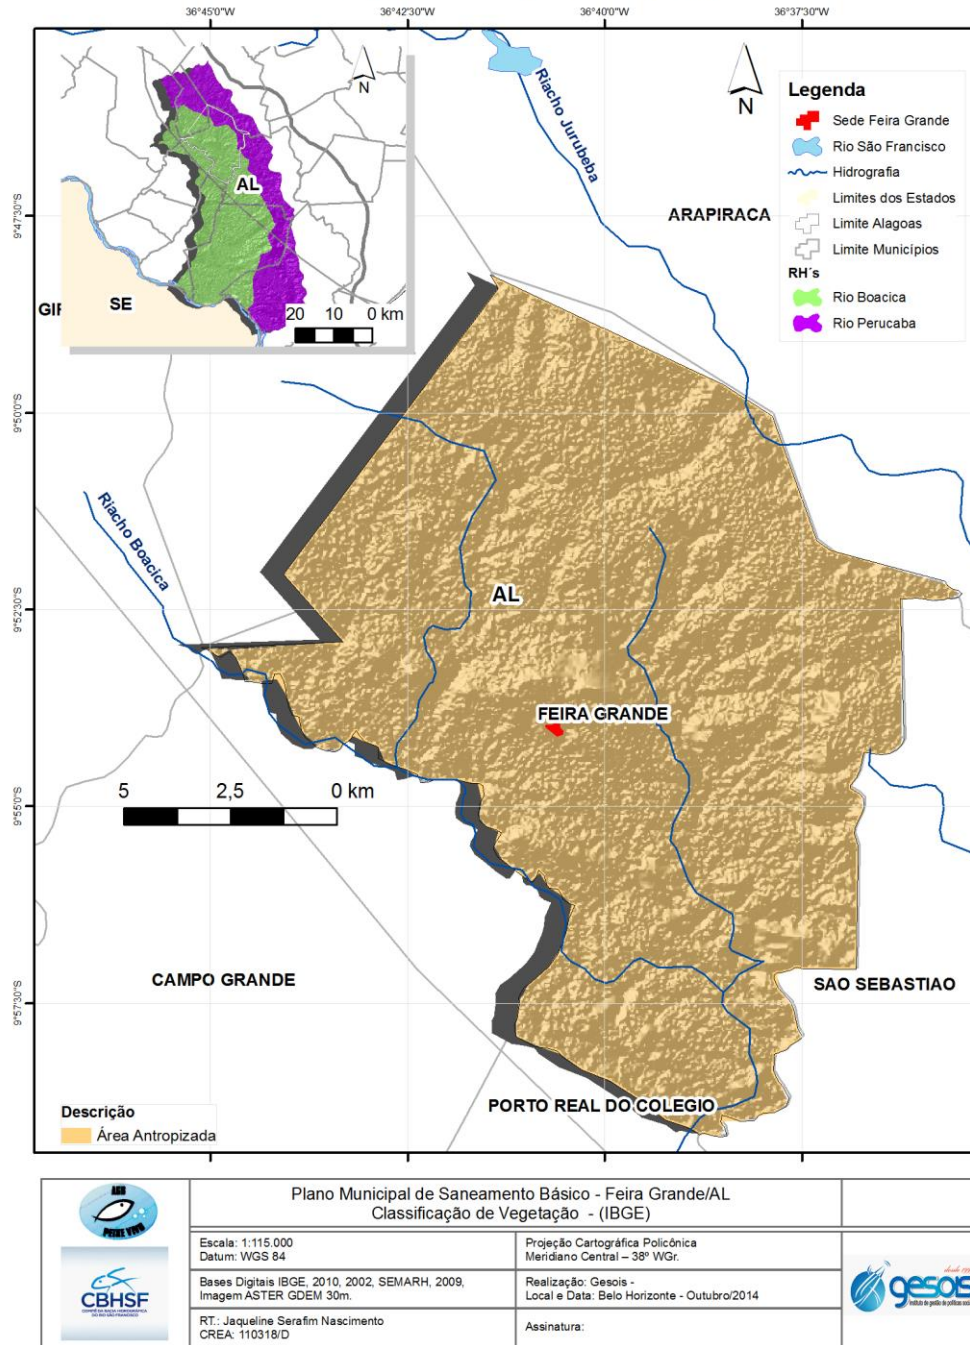 36°45'0"W
36°42'30"W
36°40'0"W
36°37'30"W
N
AL
SE
20 10 0 km
GIF
Riacho Jurubeba
N
Legenda
Sede Feira Grande
Rio São Francisco
Hidrografia
Limites dos Estados
Limite Alagoas
Limite Municípios
RH´s
Rio Boacica
Rio Perucaba
ARAPIRACA
9°47'30"S
9°50'0"S
9°52'30"S
9°55'0"S
9°57'30"S
Riacho Boacica
AL
FEIRA GRANDE
5 2,5 0 km
CAMPO GRANDE
SAO SEBASTIAO
PORTO REAL DO COLEGIO
Descrição
Área Antropizada
Plano Municipal de Saneamento Básico - Feira Grande/AL
Classificação de Vegetação - (IBGE)
Escala: 1:115.000
Datum: WGS 84
Projeção Cartográfica Policônica
Meridiano Central – 38º WGr.
Bases Digitais IBGE, 2010, 2002, SEMARH, 2009,
Imagem ASTER GDEM 30m.
Realização: Gesois -
Local e Data: Belo Horizonte - Outubro/2014
RT.: Jaqueline Serafim Nascimento
CREA: 110318/D
Assinatura:
AGB
PEIXE VIVO
CBHSF
gesois